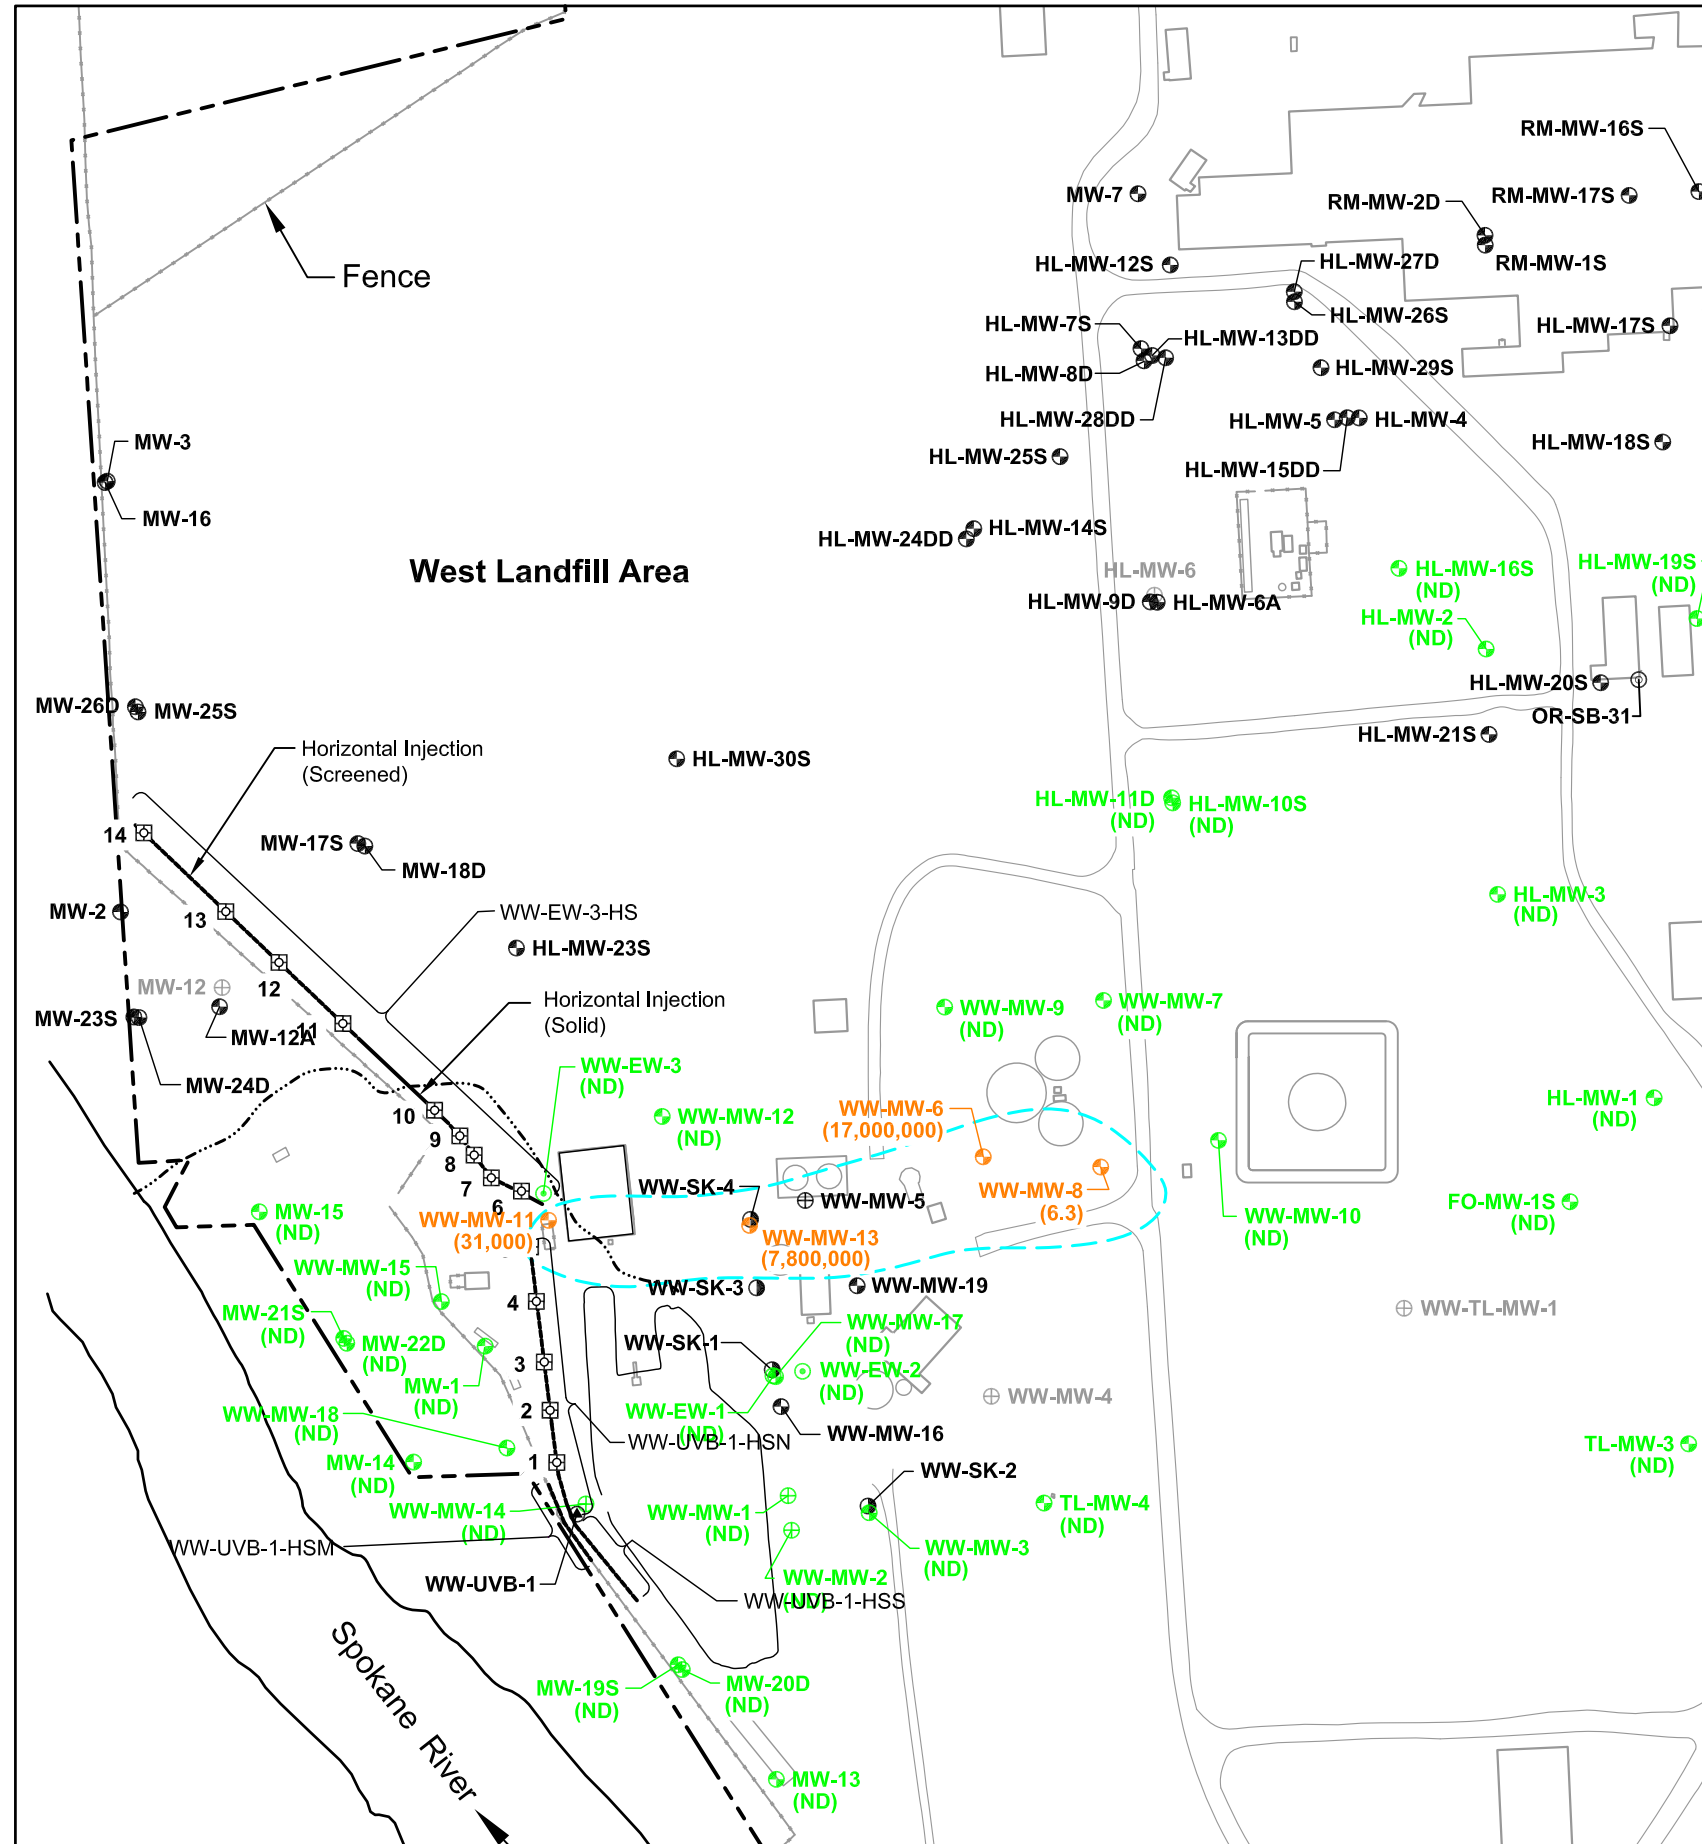 RM-MW-16S
MW-7
RM-MW-17S
RM-MW-2D
HL-MW-12S
HL-MW-27D
RM-MW-1S
Fence
HL-MW-26S
HL-MW-7S
HL-MW-13DD
HL-MW-17S
HL-MW-8D
HL-MW-29S
HL-MW-28DD
HL-MW-5
HL-MW-4
MW-3
HL-MW-18S
HL-MW-25S
HL-MW-15DD
MW-16
HL-MW-14S
HL-MW-24DD
West Landfill Area
HL-MW-6
HL-MW-16S
(ND)
HL-MW-19S
(ND)
HL-MW-9D
HL-MW-6A
HL-MW-2
(ND)
HL-MW-20S
MW-26D
MW-25S
OR-SB-31
HL-MW-21S
Horizontal Injection
(Screened)
HL-MW-30S
HL-MW-11D
(ND)
HL-MW-10S
(ND)
14
MW-17S
MW-18D
HL-MW-3
(ND)
MW-2
13
WW-EW-3-HS
HL-MW-23S
12
MW-12
Horizontal Injection
(Solid)
WW-MW-9
(ND)
WW-MW-7
(ND)
MW-23S
11
MW-12A
WW-EW-3
(ND)
MW-24D
HL-MW-1
(ND)
10
WW-MW-12
(ND)
WW-MW-6
(17,000,000)
9
8
7
WW-SK-4
WW-MW-5
WW-MW-8
(6.3)
6
FO-MW-1S
(ND)
MW-15
(ND)
WW-MW-11
(31,000)
WW-MW-10
(ND)
WW-MW-13
(7,800,000)
WW-MW-15
(ND)
WW-SK-3
WW-MW-19
4
WW-TL-MW-1
MW-21S
(ND)
WW-MW-17
(ND)
WW-SK-1
MW-22D
(ND)
3
WW-EW-2
(ND)
MW-1
(ND)
WW-MW-4
2
WW-EW-1
(ND)
WW-MW-18
(ND)
WW-MW-16
WW-UVB-1-HSN
TL-MW-3
(ND)
MW-14
(ND)
1
WW-SK-2
WW-MW-14
(ND)
WW-MW-1
(ND)
TL-MW-4
(ND)
WW-UVB-1-HSM
WW-MW-3
(ND)
WW-UVB-1
WW-MW-2
(ND)
WW-UVB-1-HSS
Spokane River
MW-19S
(ND)
MW-20D
(ND)
MW-13
(ND)